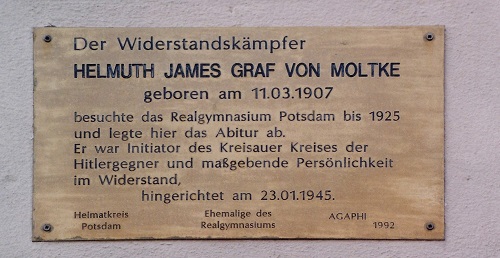 Der Widerstandskämpfer
HELMUTH JAMES GRAF VON MOLTKE
geboren am 11.03.1907
besuchte das Realgymnasium Potsdam bis 1925
und legte hier das Abitur ab.
Er war Initiator des Kreisauer Kreises der
Hitlergegner und maßgebende Persönlichkeit
im Widerstand,
hingerichtet am 23.01.1945.
Heimatkreis Ehemalige des AGAPHI
Potsdam Realgymnasiums 1992